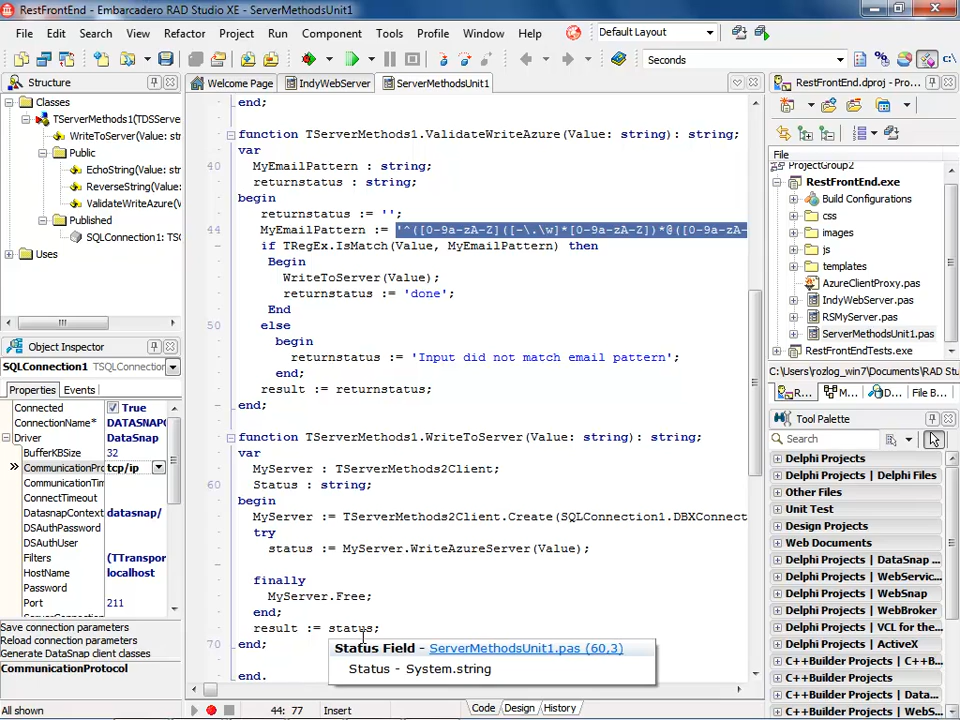 RestFrontEnd - Embarcadero RAD Studio XE - ServerMethodsUnit1
File Edit Search View Refactor Project Run Component Tools Profile Window Help
Default Layout
Seconds
Structure
Classes
TServerMethods1(TDSServer
WriteToServer(Value: str
Public
EchoString(Value: string
ReverseString(Value: str
ValidateWriteAzure(V
Published
SQLConnection1: TSQ
Uses
Object Inspector
SQLConnection1 TSQLConnection
Properties Events
Connected True
ConnectionName* DATASNAPC
Driver DataSnap
BufferKBSize 32
CommunicationPro tcp/ip
CommunicationTim
ConnectTimeout
DatasnapContext datasnap/
DSAuthPassword
DSAuthUser
Filters (TTranspor
HostName localhost
Password
Port 211
Save connection parameters
Reload connection parameters
Generate DataSnap client classes
CommunicationProtocol
All shown
Welcome Page IndyWebServer ServerMethodsUnit1
end;
function TServerMethods1.ValidateWriteAzure(Value: string): string;
var
40 MyEmailPattern : string;
returnstatus : string;
begin
returnstatus := '';
44 MyEmailPattern := '^([0-9a-zA-Z]([-\.\w]*[0-9a-zA-Z])*@([0-9a-zA-
if TRegEx.IsMatch(Value, MyEmailPattern) then
Begin
WriteToServer(Value);
returnstatus := 'done';
End
50 else
begin
returnstatus := 'Input did not match email pattern';
end;
result := returnstatus;
end;
function TServerMethods1.WriteToServer(Value: string): string;
var
MyServer : TServerMethods2Client;
60 Status : string;
begin
MyServer := TServerMethods2Client.Create(SQLConnection1.DBXConnect
try
status := MyServer.WriteAzureServer(Value);
finally
MyServer.Free;
end;
result := status;
70 end;
Status Field - ServerMethodsUnit1.pas (60,3)
Status - System.string
end.
44: 77 Insert Code Design History
RestFrontEnd.dproj - Pro...
File
ProjectGroup2
RestFrontEnd.exe
Build Configurations
css
images
js
templates
AzureClientProxy.pas
IndyWebServer.pas
RSMyServer.pas
ServerMethodsUnit1.pas
RestFrontEndTests.exe
C:\Users\rozlog_win7\Documents\RAD Stu
R... M... D... File B...
Tool Palette
Search
Delphi Projects
Delphi Projects | Delphi Files
Other Files
Unit Test
Design Projects
Web Documents
Delphi Projects | DataSnap ...
Delphi Projects | WebServic...
Delphi Projects | WebSnap
Delphi Projects | WebBroker
Delphi Projects | VCL for the...
Delphi Projects | ActiveX
C++Builder Projects | C++B...
C++Builder Projects
C++Builder Projects | Data...
C++Builder Projects | WebS...